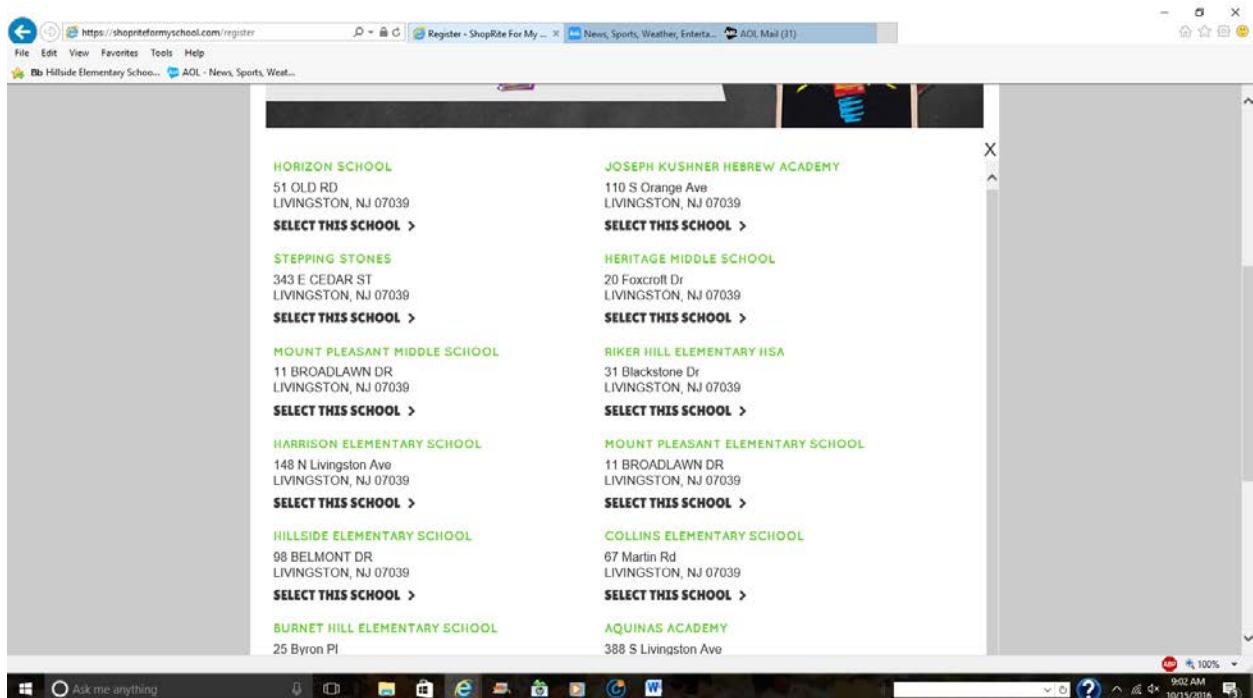 https://shopriteformyschool.com/register
Register - ShopRite For My ...
News, Sports, Weather, Enterta...
AOL Mail (31)
File Edit View Favorites Tools Help
Bb Hillside Elementary Schoo...
AOL - News, Sports, Weat...
X
HORIZON SCHOOL
51 OLD RD
LIVINGSTON, NJ 07039
SELECT THIS SCHOOL >
JOSEPH KUSHNER HEBREW ACADEMY
110 S Orange Ave
LIVINGSTON, NJ 07039
SELECT THIS SCHOOL >
STEPPING STONES
343 E CEDAR ST
LIVINGSTON, NJ 07039
SELECT THIS SCHOOL >
HERITAGE MIDDLE SCHOOL
20 Foxcroft Dr
LIVINGSTON, NJ 07039
SELECT THIS SCHOOL >
MOUNT PLEASANT MIDDLE SCHOOL
11 BROADLAWN DR
LIVINGSTON, NJ 07039
SELECT THIS SCHOOL >
RIKER HILL ELEMENTARY HSA
31 Blackstone Dr
LIVINGSTON, NJ 07039
SELECT THIS SCHOOL >
HARRISON ELEMENTARY SCHOOL
148 N Livingston Ave
LIVINGSTON, NJ 07039
SELECT THIS SCHOOL >
MOUNT PLEASANT ELEMENTARY SCHOOL
11 BROADLAWN DR
LIVINGSTON, NJ 07039
SELECT THIS SCHOOL >
HILLSIDE ELEMENTARY SCHOOL
98 BELMONT DR
LIVINGSTON, NJ 07039
SELECT THIS SCHOOL >
COLLINS ELEMENTARY SCHOOL
67 Martin Rd
LIVINGSTON, NJ 07039
SELECT THIS SCHOOL >
BURNET HILL ELEMENTARY SCHOOL
25 Byron Pl
AQUINAS ACADEMY
388 S Livingston Ave
ABP
100%
Ask me anything
9:02 AM
10/15/2016